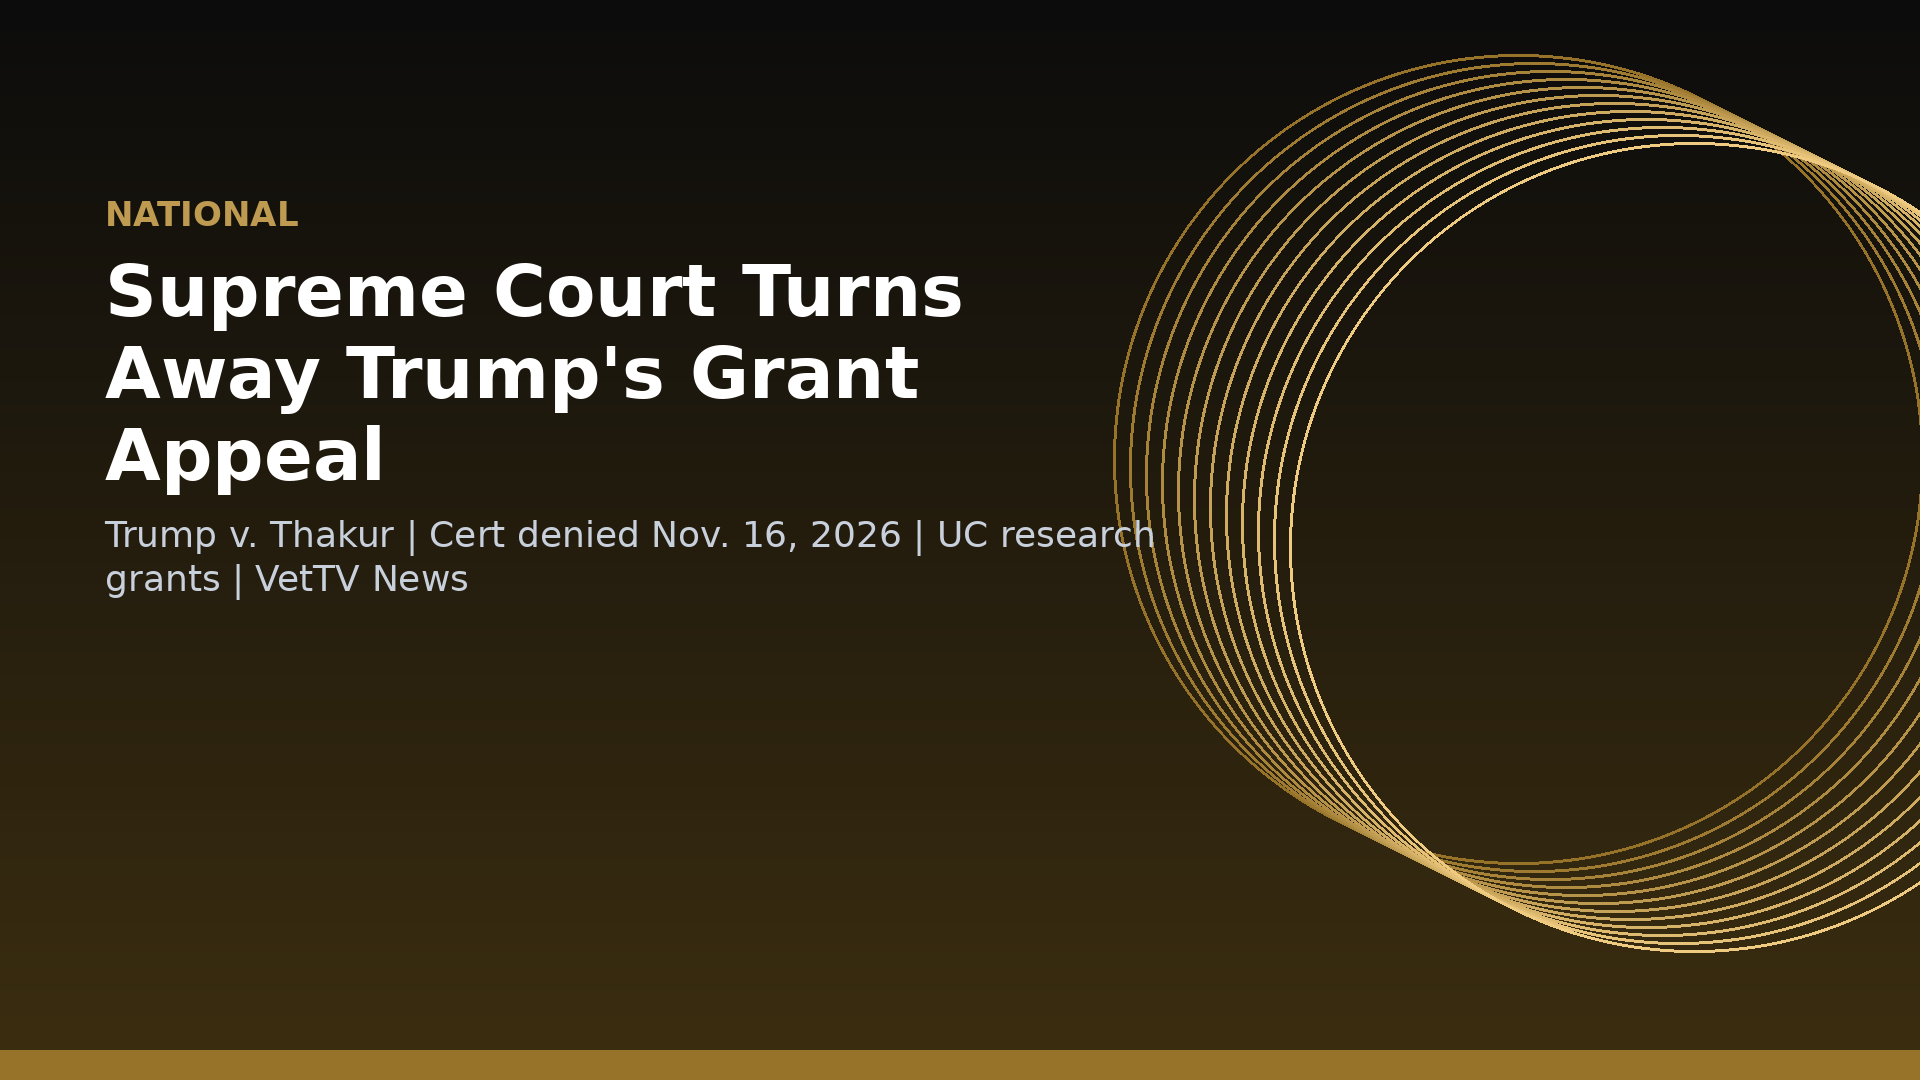 NATIONAL
Supreme Court Turns
Away Trump's Grant
Appeal
Trump v. Thakur | Cert denied Nov. 16, 2026 | UC research
grants | VetTV News